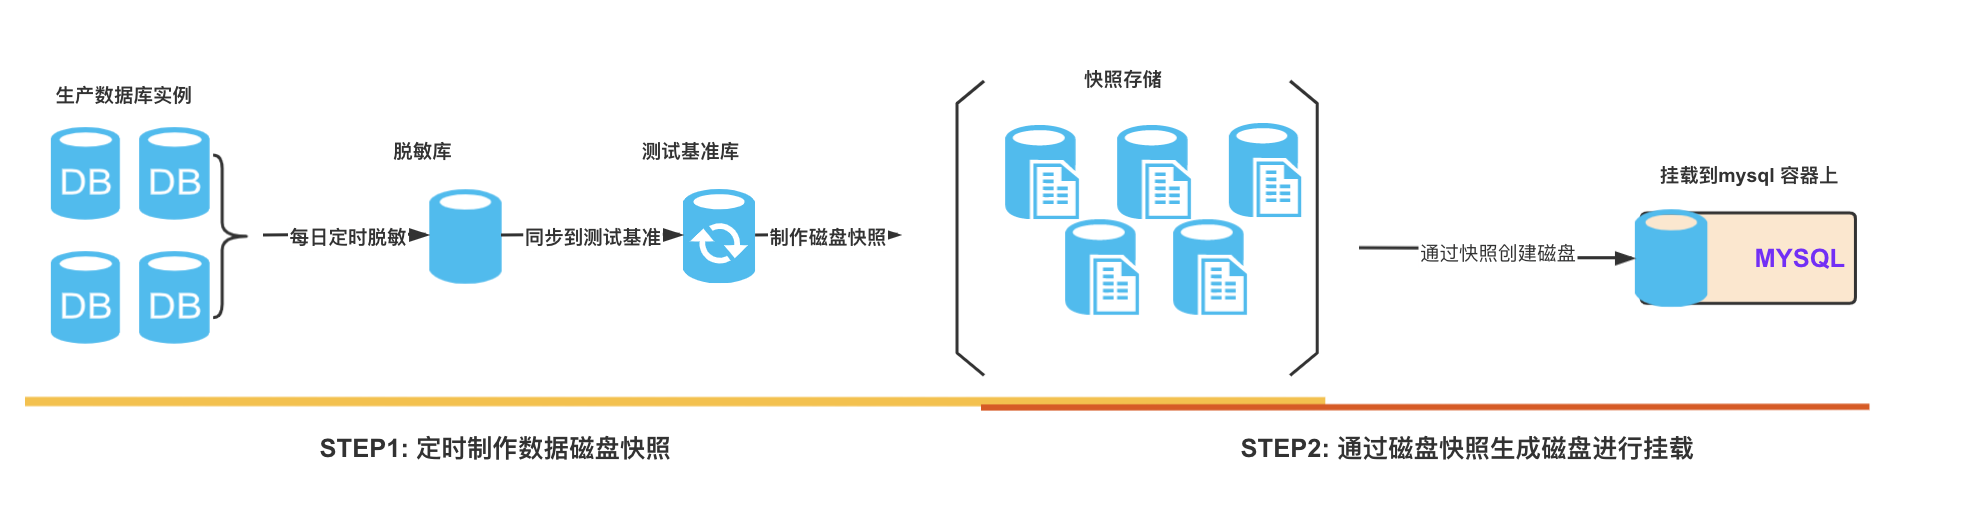 生产数据库实例
DB
DB
DB
DB
每日定时脱敏
脱敏库
同步到测试基准
测试基准库
制作磁盘快照
快照存储
通过快照创建磁盘
挂载到mysql 容器上
MYSQL
STEP1: 定时制作数据磁盘快照
STEP2: 通过磁盘快照生成磁盘进行挂载